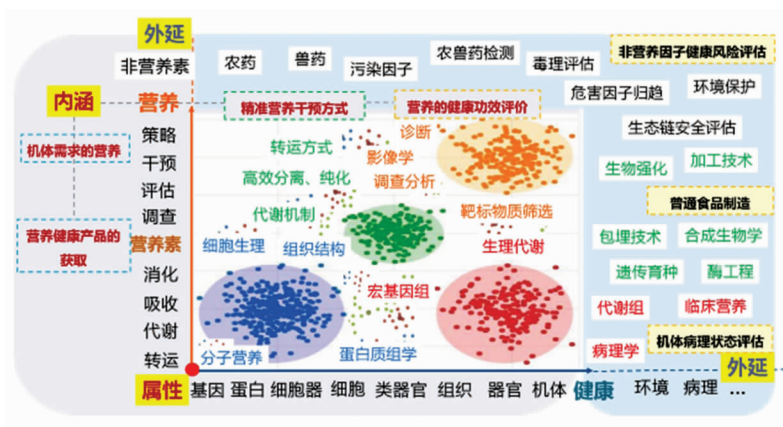 外延
非营养素
农药
兽药
污染因子
农兽药检测
毒理评估
非营养因子健康风险评估
危害因子归趋
环境保护
内涵
营养
精准营养干预方式
营养的健康功效评价
生态链安全评估
机体需求的营养
策略
干预
评估
调查
转运方式
诊断
影像学
高效分离、纯化
调查分析
生物强化
加工技术
代谢机制
靶标物质筛选
普通食品制造
营养健康产品的
获取
营养素
细胞生理
组织结构
生理代谢
包埋技术
合成生物学
消化
吸收
代谢
转运
宏基因组
遗传育种
酶工程
代谢组
临床营养
分子营养
蛋白质组学
病理学
机体病理状态评估
外延
属性
基因 蛋白 细胞器 细胞 类器官 组织 器官 机体 健康 环境 病理 ...